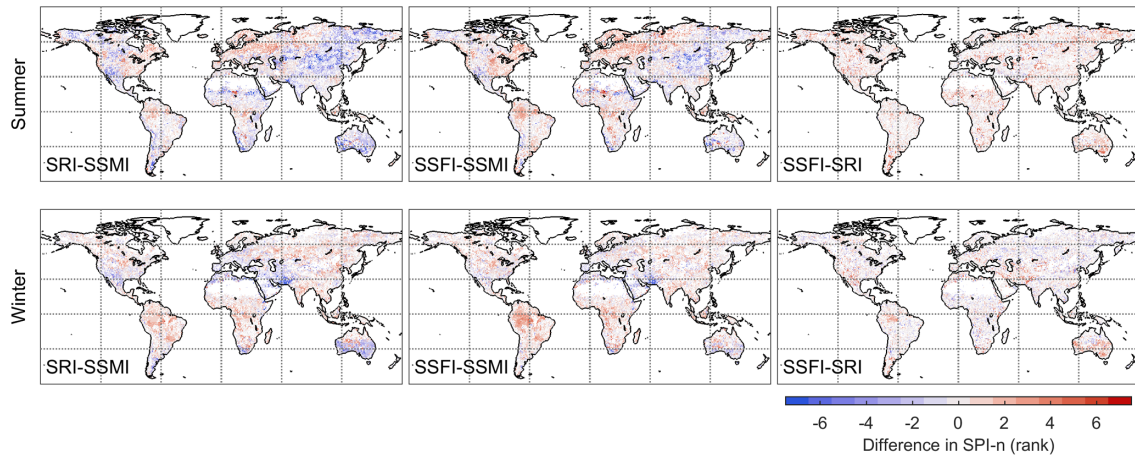 Summer
SRI-SSMI
SSFI-SSMI
SSFI-SRI
Winter
SRI-SSMI
SSFI-SSMI
SSFI-SRI
-6 -4 -2 0 2 4 6
Difference in SPI-n (rank)